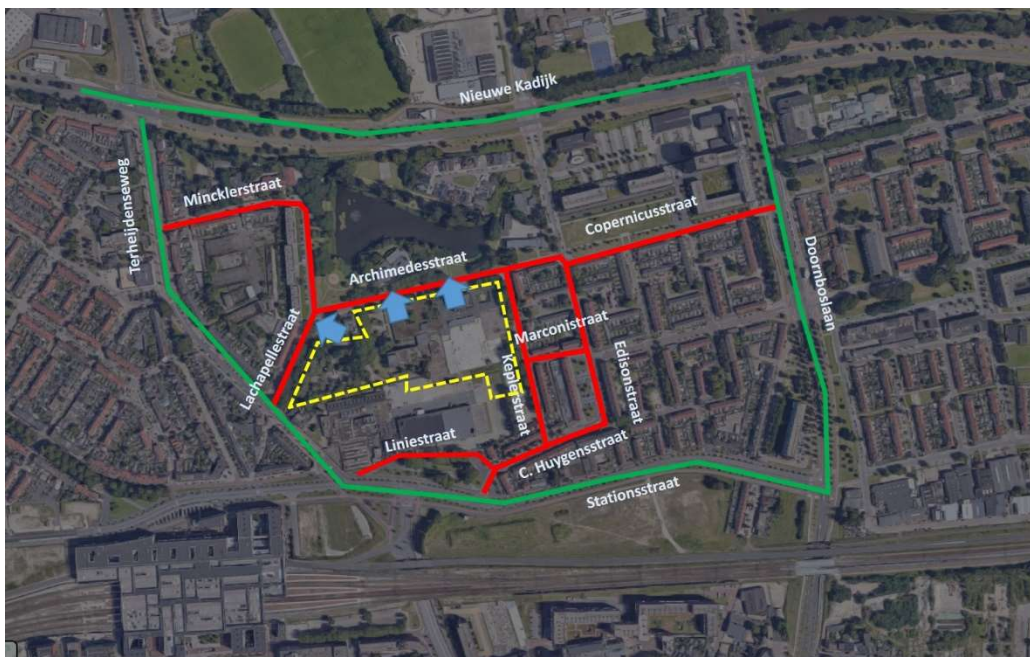 Nieuwe Kadijk
Terheijdenseweg
Mincklerstraat
Copernicusstraat
Archimedesstraat
Doornboslaan
Marconistraat
Lachapellestraat
Keplerstraat
Edisonstraat
Liniestraat
C. Huygensstraat
Stationsstraat